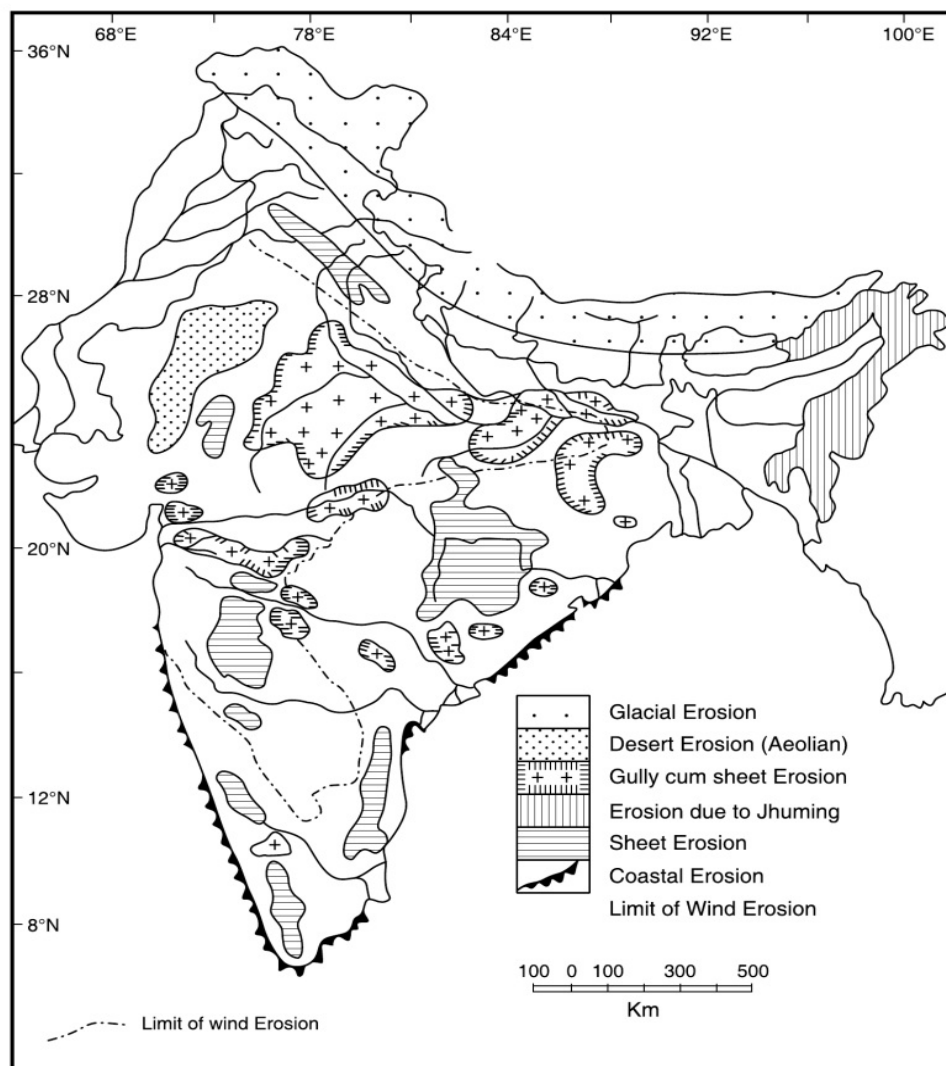 68°E 78°E 84°E 92°E 100°E
36°N
28°N
20°N
12°N
8°N
Glacial Erosion
Desert Erosion (Aeolian)
Gully cum sheet Erosion
Erosion due to Jhuming
Sheet Erosion
Coastal Erosion
Limit of Wind Erosion
100 0 100 300 500
Km
Limit of wind Erosion